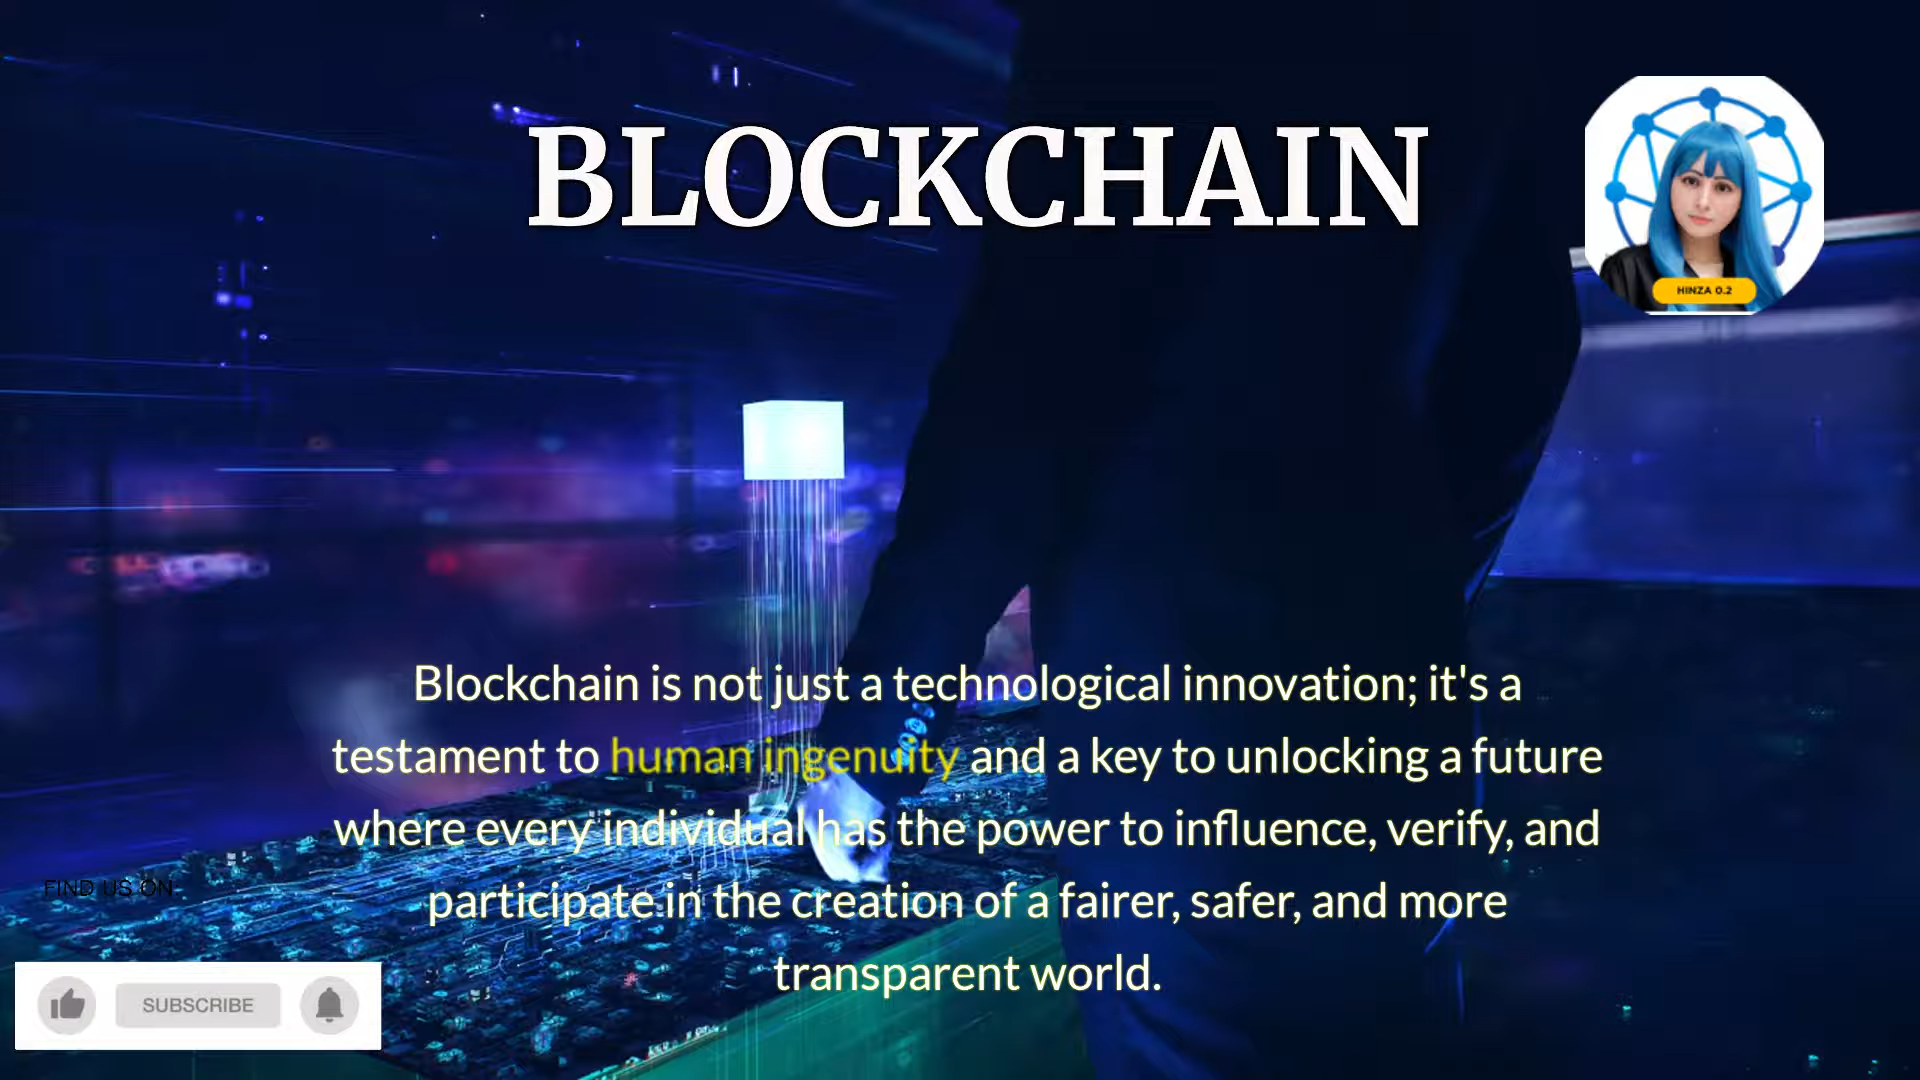 BLOCKCHAIN
HINZA 0.2
Blockchain is not just a technological innovation; it's a
testament to human ingenuity and a key to unlocking a future
where every individual has the power to influence, verify, and
participate in the creation of a fairer, safer, and more
transparent world.
FIND US ON
SUBSCRIBE